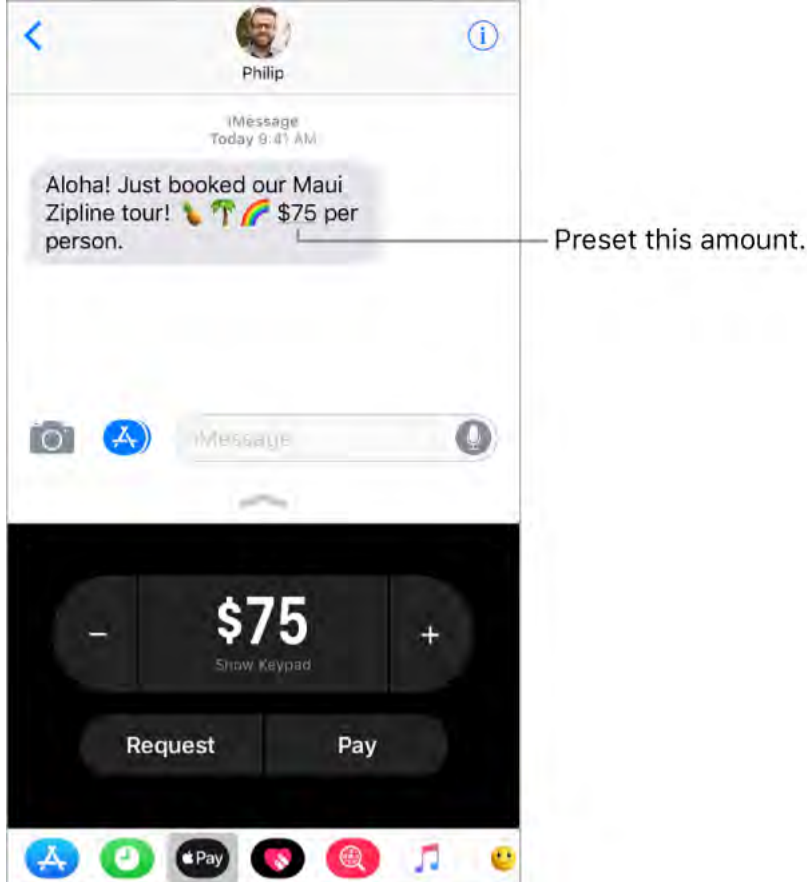 Philip
iMessage
Today 9:41 AM
Aloha! Just booked our Maui
Zipline tour! 🍍 🌴 🌈 $75 per
person.
Preset this amount.
iMessage
− $75 +
Show Keypad
Request Pay
Pay